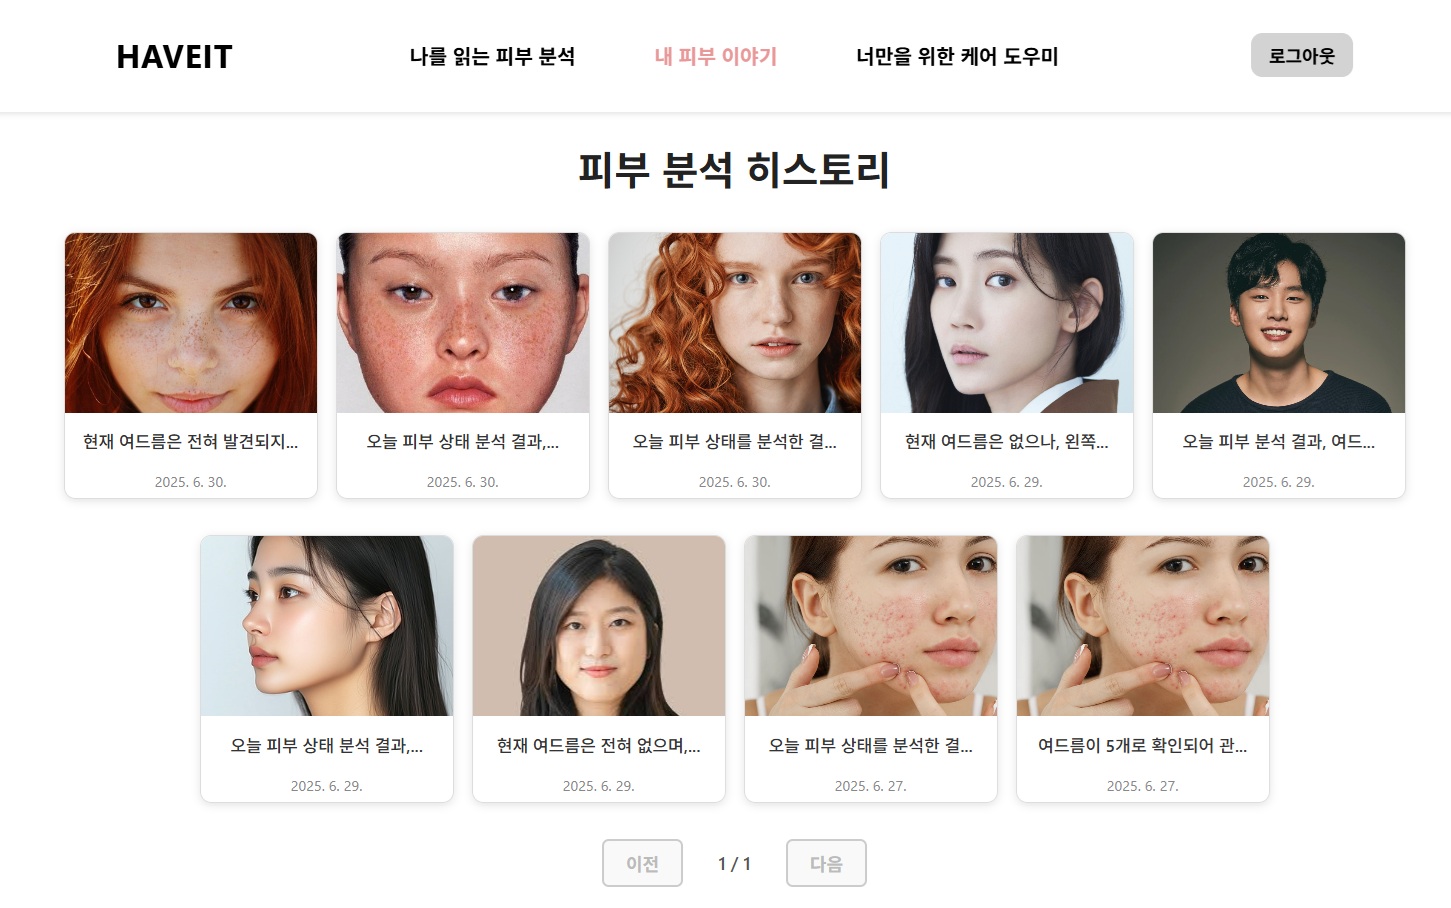 HAVEIT
나를 읽는 피부 분석
내 피부 이야기
너만을 위한 케어 도우미
로그아웃
피부 분석 히스토리
현재 여드름은 전혀 발견되지...
2025. 6. 30.
오늘 피부 상태 분석 결과,...
2025. 6. 30.
오늘 피부 상태를 분석한 결...
2025. 6. 30.
현재 여드름은 없으나, 왼쪽...
2025. 6. 29.
오늘 피부 분석 결과, 여드...
2025. 6. 29.
오늘 피부 상태 분석 결과,...
2025. 6. 29.
현재 여드름은 전혀 없으며,...
2025. 6. 29.
오늘 피부 상태를 분석한 결...
2025. 6. 27.
여드름이 5개로 확인되어 관...
2025. 6. 27.
이전
1 / 1
다음